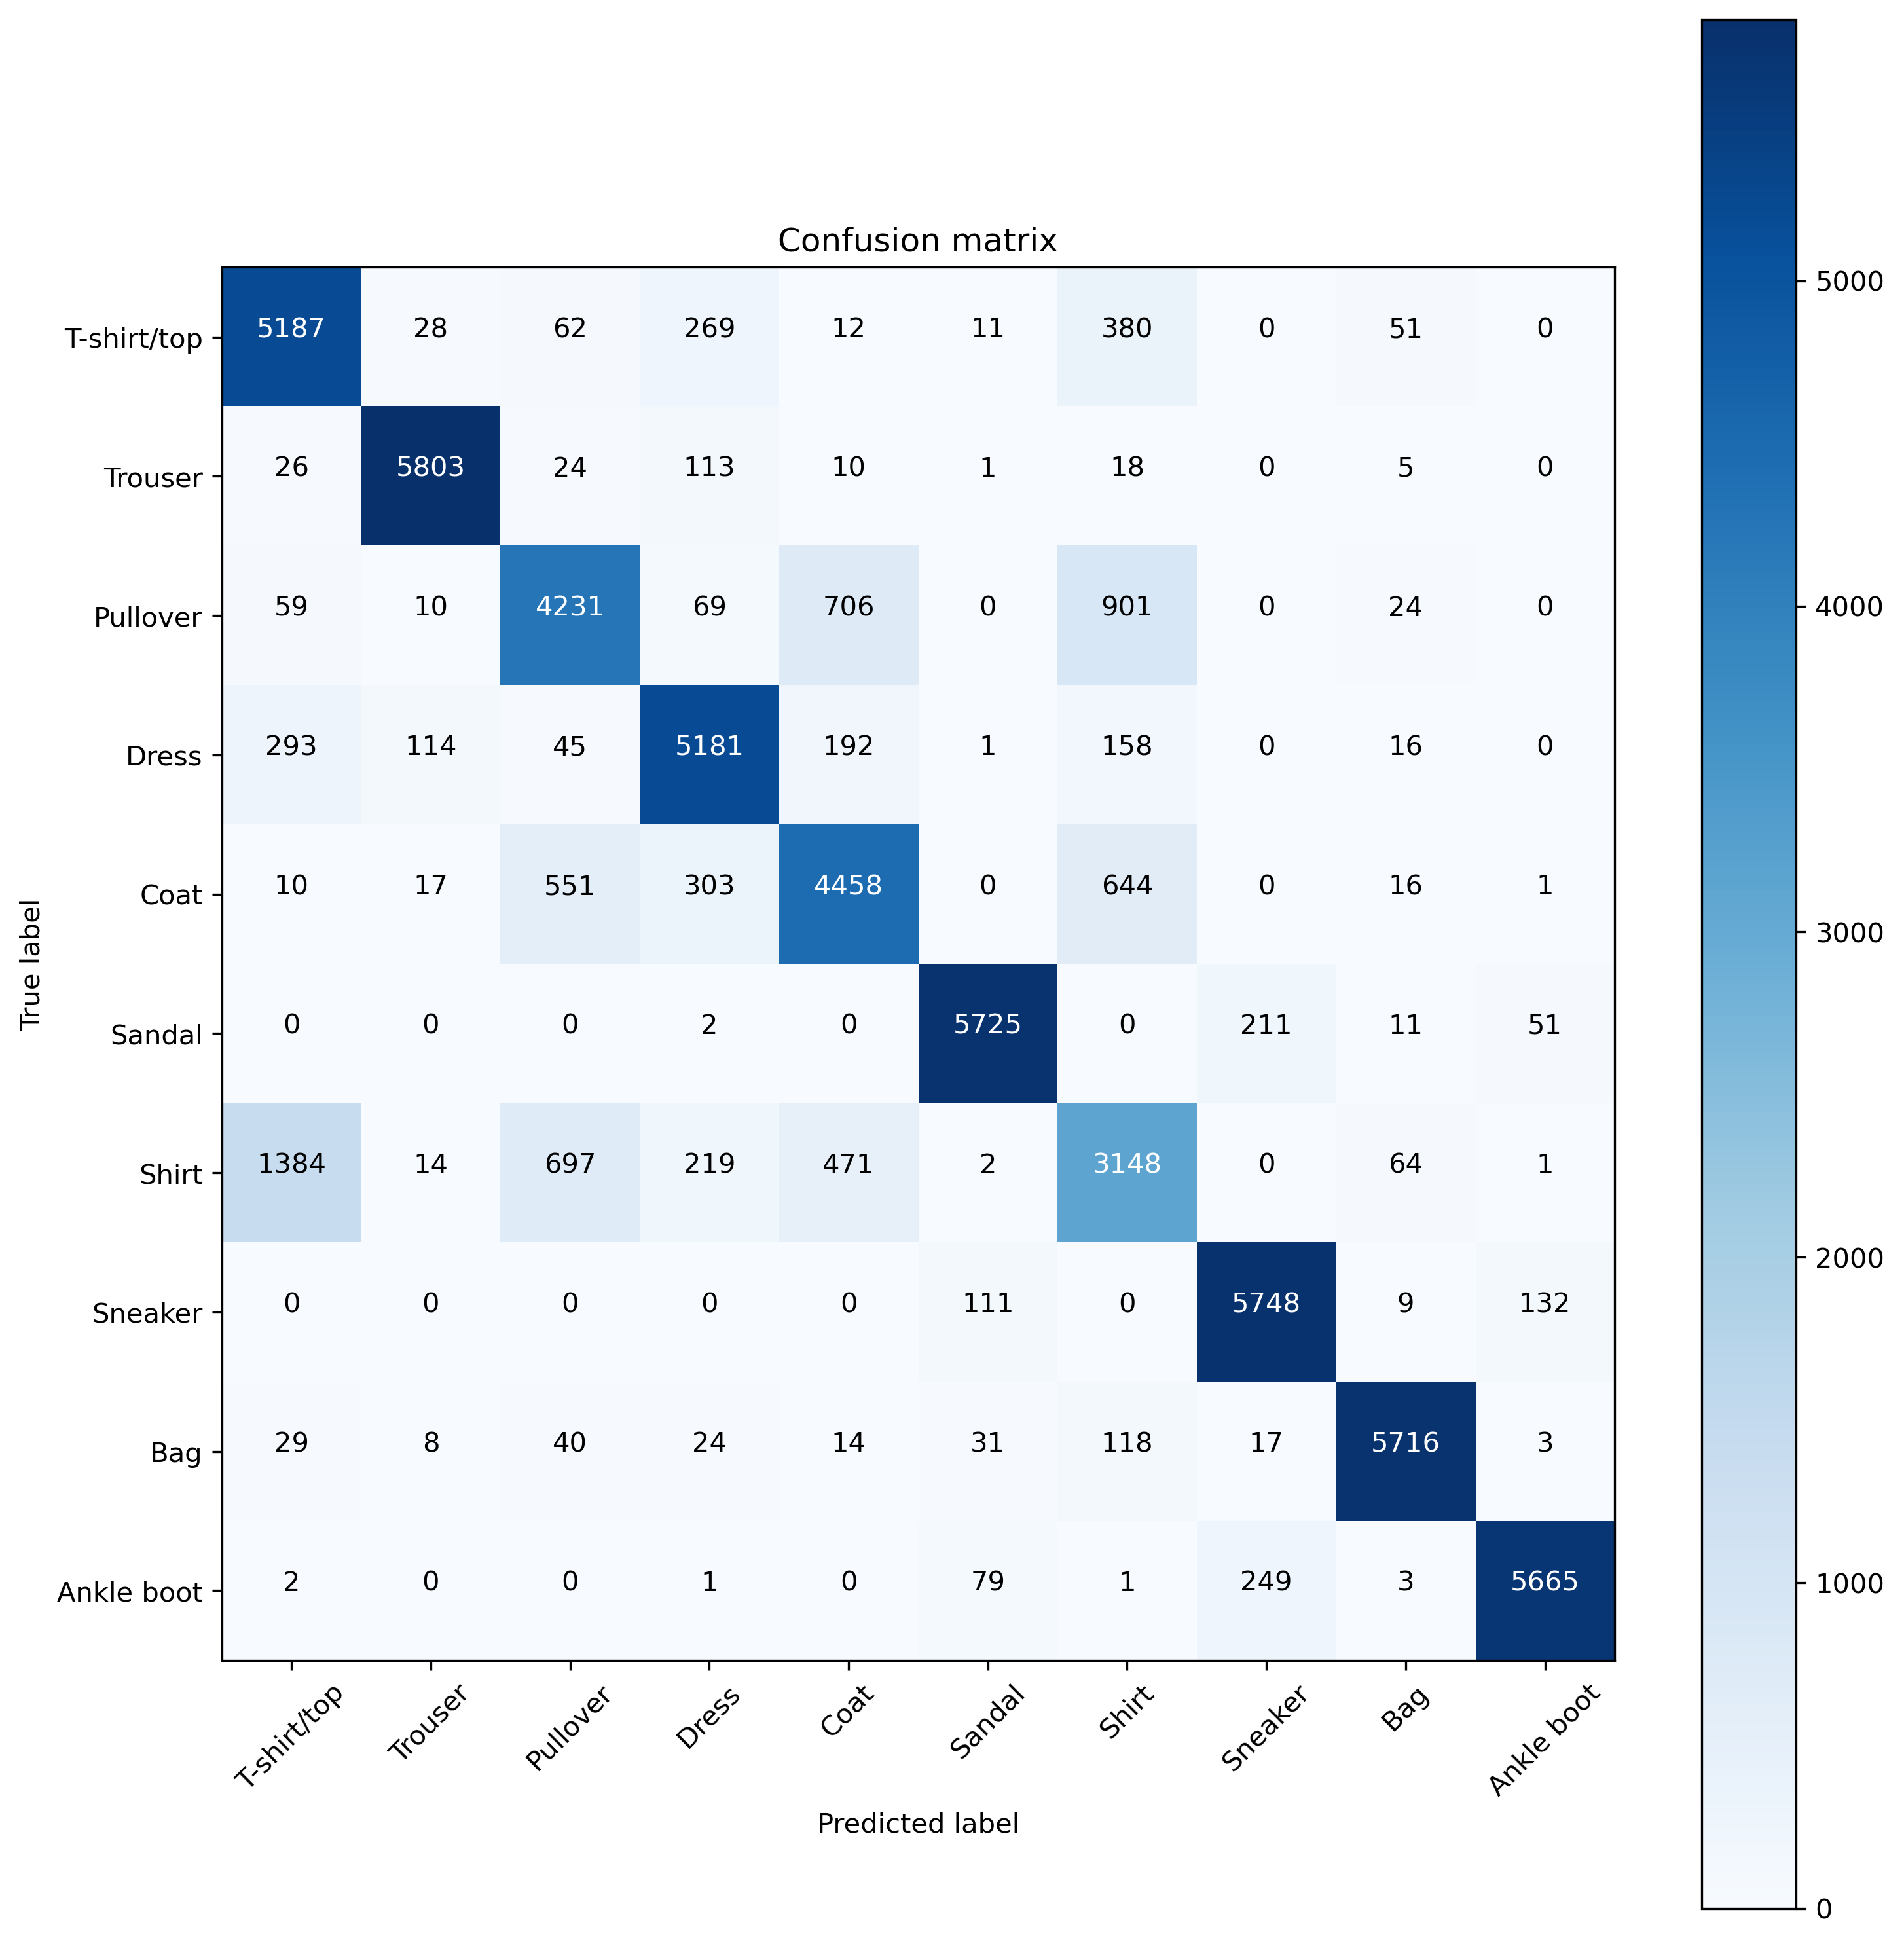 Confusion matrix
T-shirt/top 5187 28 62 269 12 11 380 0 51 0
Trouser 26 5803 24 113 10 1 18 0 5 0
Pullover 59 10 4231 69 706 0 901 0 24 0
Dress 293 114 45 5181 192 1 158 0 16 0
Coat 10 17 551 303 4458 0 644 0 16 1
Sandal 0 0 0 2 0 5725 0 211 11 51
Shirt 1384 14 697 219 471 2 3148 0 64 1
Sneaker 0 0 0 0 0 111 0 5748 9 132
Bag 29 8 40 24 14 31 118 17 5716 3
Ankle boot 2 0 0 1 0 79 1 249 3 5665
T-shirt/top Trouser Pullover Dress Coat Sandal Shirt Sneaker Bag Ankle boot
Predicted label
True label
5000
4000
3000
2000
1000
0